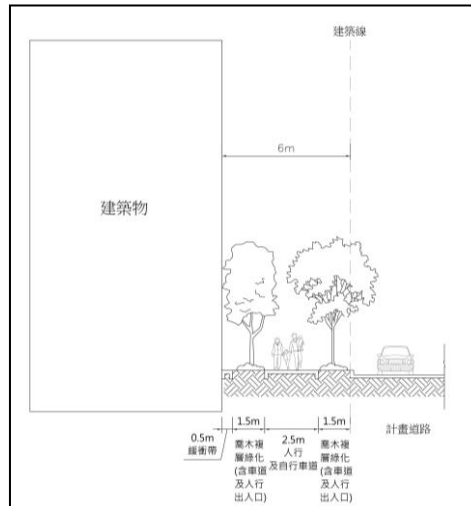 建築線
6m
建築物
1.5m
2.5m
1.5m
0.5m
緩衝帶
喬木複
層綠化
(含車道
及人行
出入口)
人行
及自行車道
喬木複
層綠化
(含車道
及人行
出入口)
計畫道路